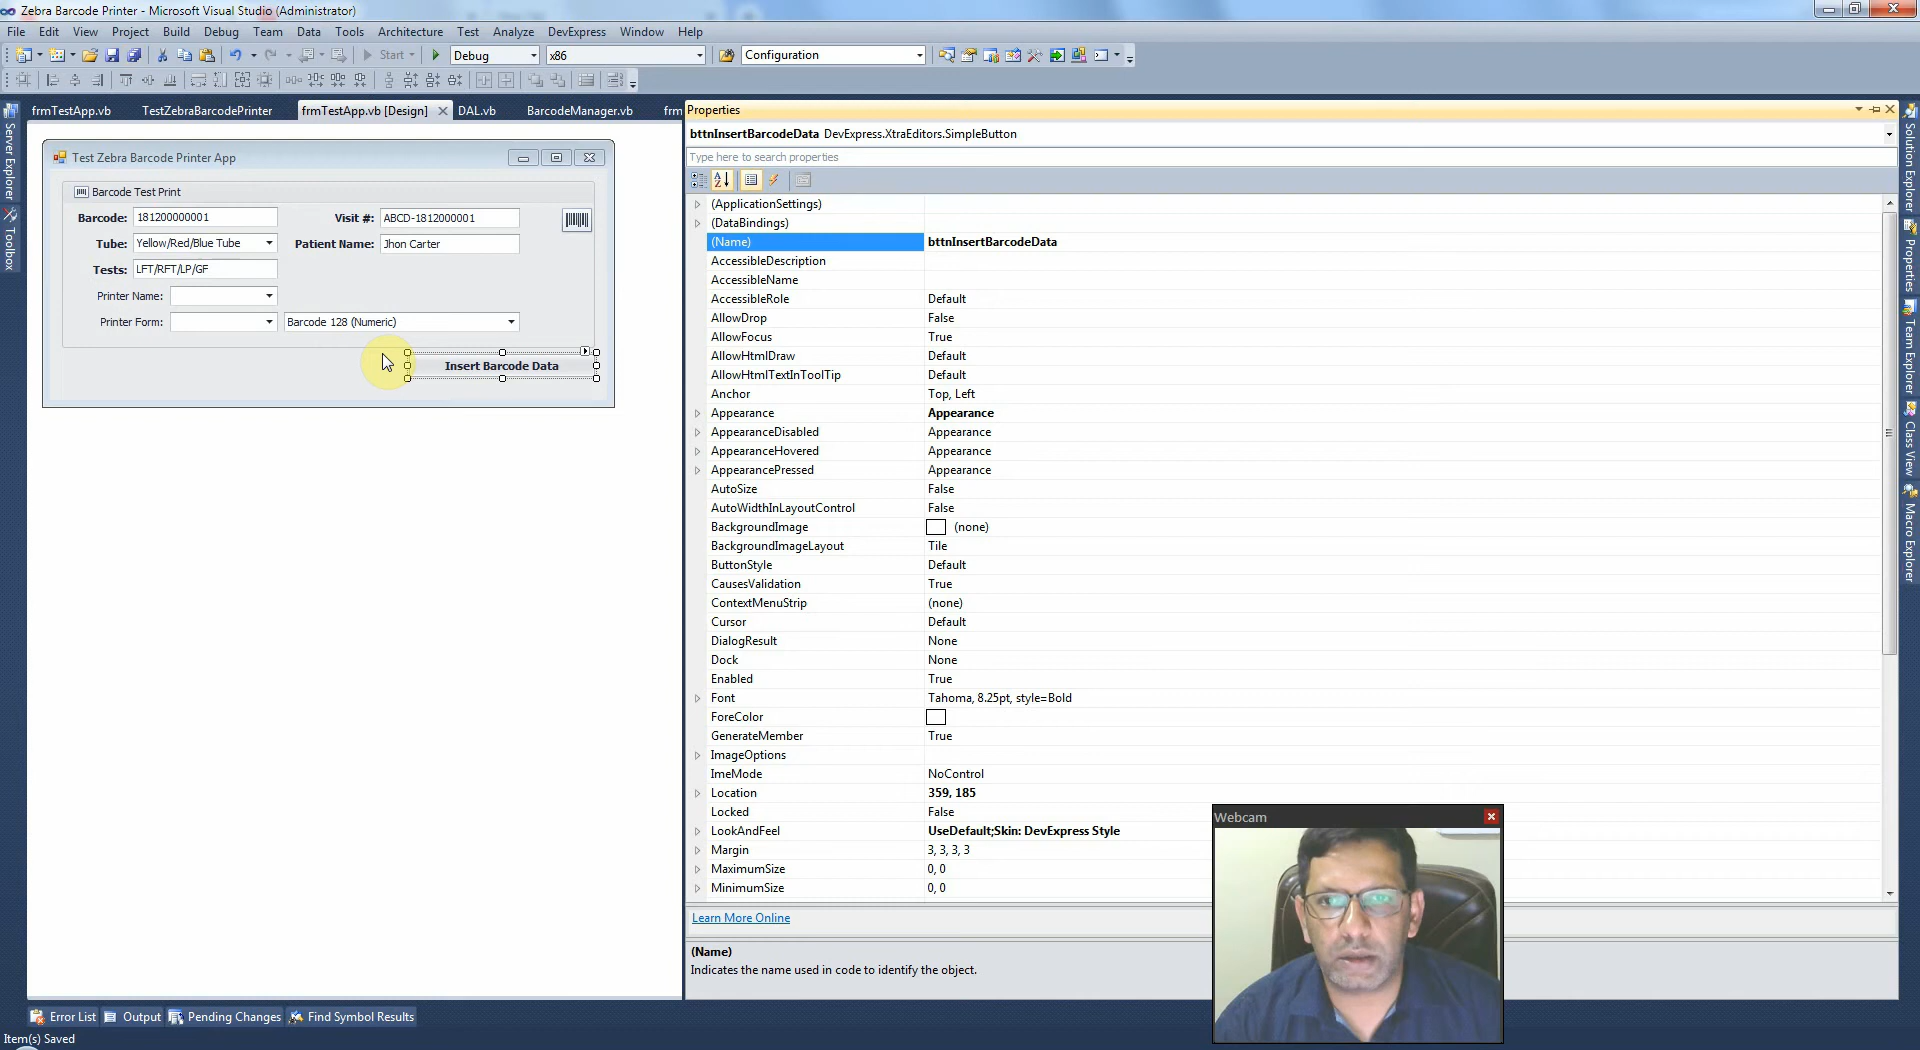 Zebra Barcode Printer - Microsoft Visual Studio (Administrator)
File Edit View Project Build Debug Team Data Tools Architecture Test Analyze DevExpress Window Help
Start Debug x86 Configuration
frmTestApp.vb TestZebraBarcodePrinter frmTestApp.vb [Design] DAL.vb BarcodeManager.vb frm
Server Explorer
Toolbox
Test Zebra Barcode Printer App
Barcode Test Print
Barcode: 181200000001 Visit #: ABCD-1812000001
Tube: Yellow/Red/Blue Tube Patient Name: Jhon Carter
Tests: LFT/RFT/LP/GF
Printer Name:
Printer Form: Barcode 128 (Numeric)
Insert Barcode Data
Properties
bttnInsertBarcodeData DevExpress.XtraEditors.SimpleButton
Type here to search properties
(ApplicationSettings)
(DataBindings)
(Name) bttnInsertBarcodeData
AccessibleDescription
AccessibleName
AccessibleRole Default
AllowDrop False
AllowFocus True
AllowHtmlDraw Default
AllowHtmlTextInToolTip Default
Anchor Top, Left
Appearance Appearance
AppearanceDisabled Appearance
AppearanceHovered Appearance
AppearancePressed Appearance
AutoSize False
AutoWidthInLayoutControl False
BackgroundImage (none)
BackgroundImageLayout Tile
ButtonStyle Default
CausesValidation True
ContextMenuStrip (none)
Cursor Default
DialogResult None
Dock None
Enabled True
Font Tahoma, 8.25pt, style=Bold
ForeColor
GenerateMember True
ImageOptions
ImeMode NoControl
Location 359, 185
Locked False
LookAndFeel UseDefault;Skin: DevExpress Style
Margin 3, 3, 3, 3
MaximumSize 0, 0
MinimumSize 0, 0
Learn More Online
(Name)
Indicates the name used in code to identify the object.
Webcam
Solution Explorer
Properties
Team Explorer
Class View
Macro Explorer
Error List Output Pending Changes Find Symbol Results
Item(s) Saved